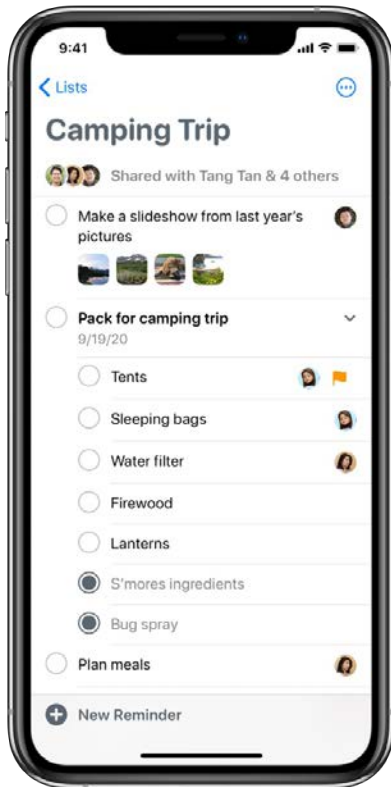 9:41
Lists
Camping Trip
Shared with Tang Tan & 4 others
Make a slideshow from last year's
pictures
Pack for camping trip
9/19/20
Tents
Sleeping bags
Water filter
Firewood
Lanterns
S'mores ingredients
Bug spray
Plan meals
New Reminder